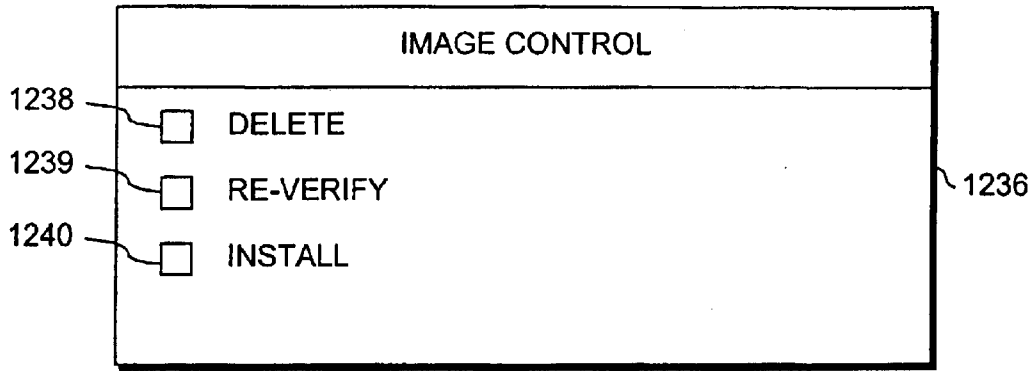 IMAGE CONTROL
1238 DELETE
1239 RE-VERIFY
1236
1240 INSTALL